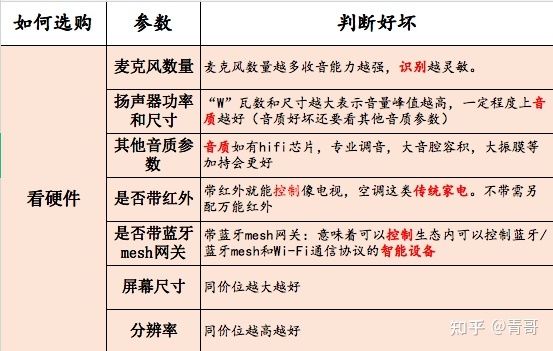 如何选购 参数 判断好坏
看硬件
麦克风数量 麦克风数量越多收音能力越强，识别越灵敏。
扬声器功率
和尺寸
“W”瓦数和尺寸越大表示音量峰值越高，一定程度上音
质越好（音质好坏还要看其他音质参数）
其他音质参
数
音质如有hifi芯片，专业调音，大音腔容积，大振膜等
加持会更好
是否带红外 带红外就能控制像电视，空调这类传统家电。不带需另
配万能红外
是否带蓝牙
mesh网关
带蓝牙mesh网关：意味着可以控制生态内可以控制蓝牙/
蓝牙mesh和Wi-Fi通信协议的智能设备
屏幕尺寸 同价位越大越好
分辨率 同价位越高越好
知乎 @青哥